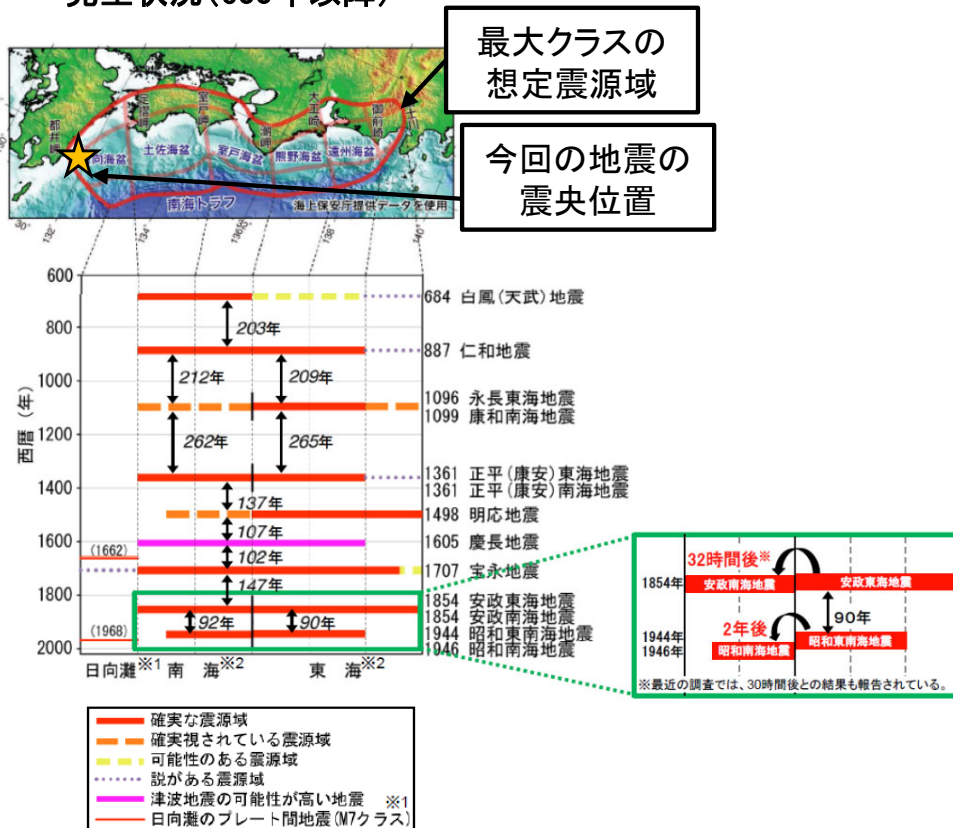 最大クラスの
想定震源域
今回の地震の
震央位置
都井岬
足摺岬
室戸岬
潮岬
大王崎
御前崎
向海盆
土佐海盆
室戸海盆
熊野海盆
遠州海盆
南海トラフ
海上保安庁提供データを使用
132°
134°
136°
138°
140°
西暦(年)
600
800
1000
1200
1400
1600
1800
2000
203年
212年
209年
262年
265年
137年
107年
102年
147年
92年
90年
(1662)
(1968)
684 白鳳(天武)地震
887 仁和地震
1096 永長東海地震
1099 康和南海地震
1361 正平(康安)東海地震
1361 正平(康安)南海地震
1498 明応地震
1605 慶長地震
1707 宝永地震
1854 安政東海地震
1854 安政南海地震
1944 昭和東南海地震
1946 昭和南海地震
日向灘※1 南 海※2 東 海※2
32時間後※
1854年 安政南海地震 安政東海地震
90年
2年後
1944年 昭和東南海地震
1946年 昭和南海地震
※最近の調査では、30時間後との結果も報告されている。
確実な震源域
確実視されている震源域
可能性のある震源域
説がある震源域
津波地震の可能性が高い地震 ※1
日向灘のプレート間地震(M7クラス)